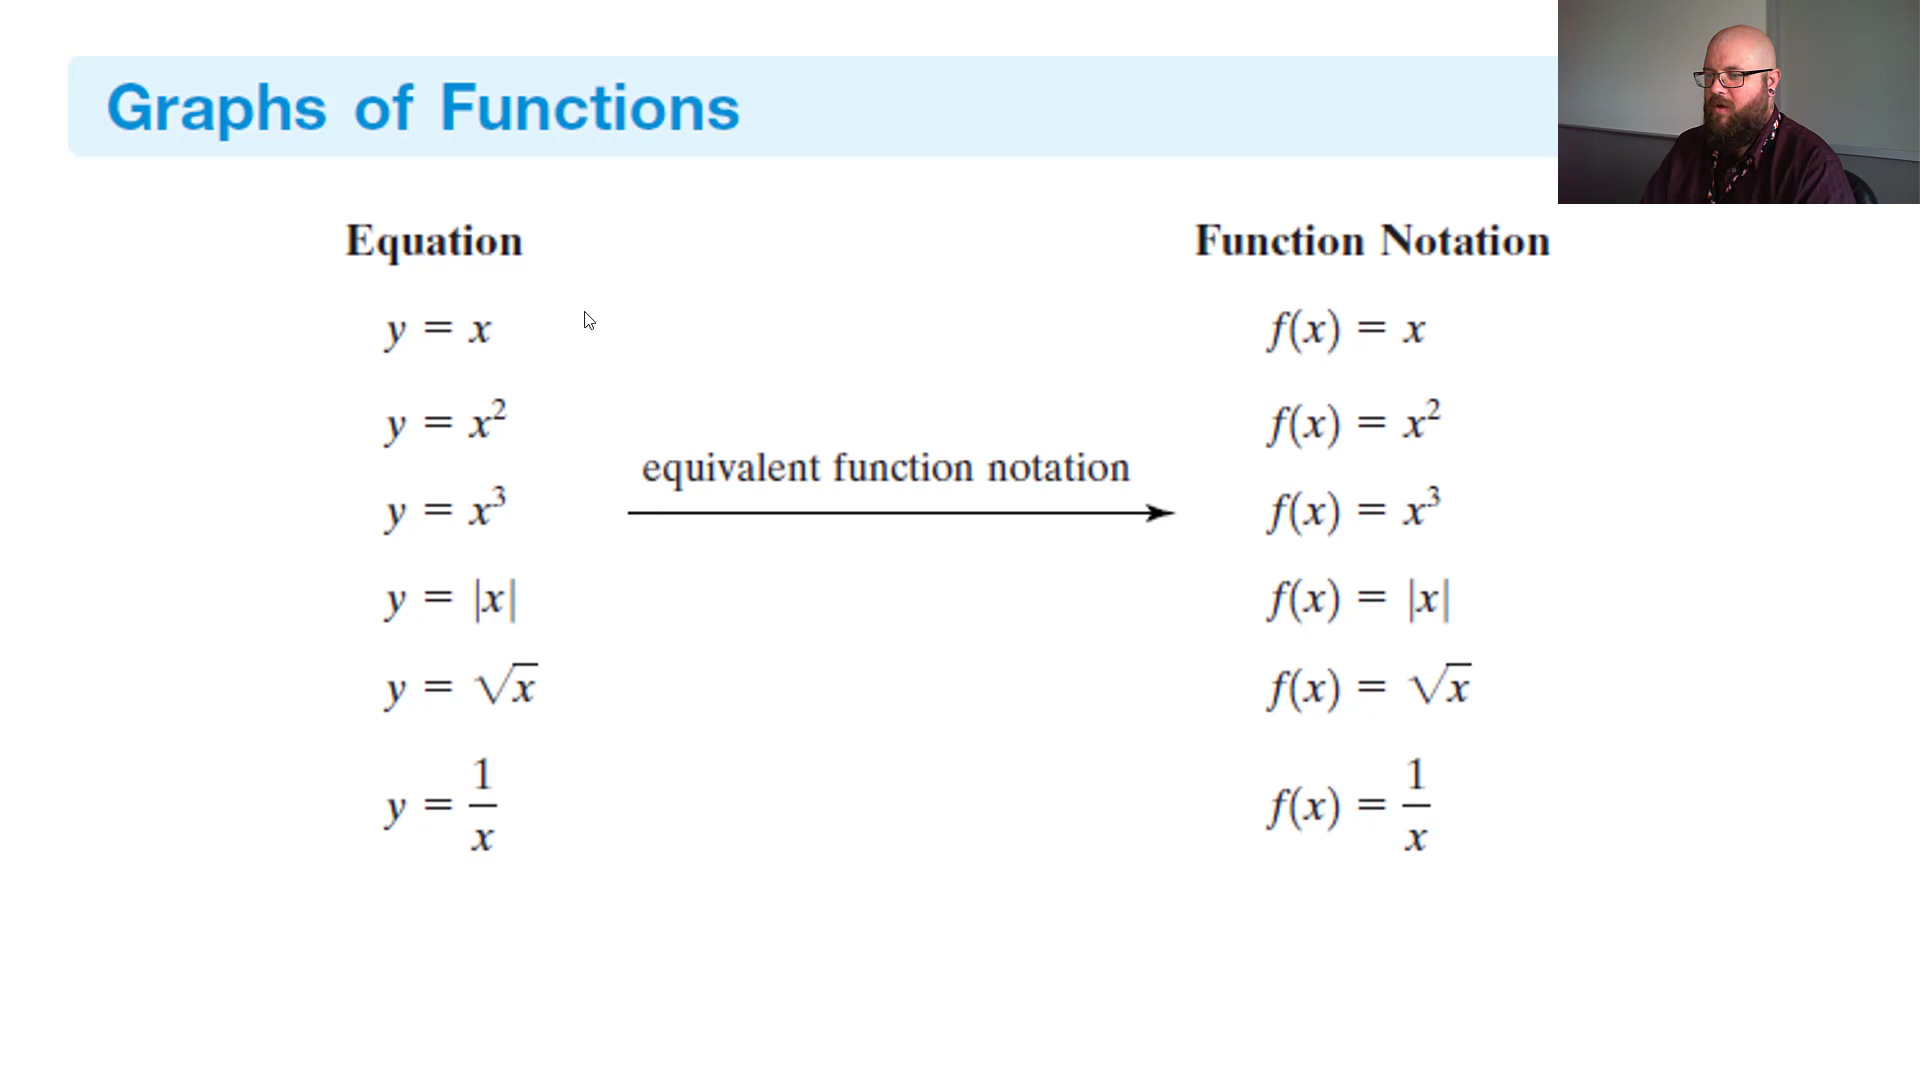 Graphs of Functions
Equation
Function Notation
y = x
f(x) = x
y = x²
f(x) = x²
equivalent function notation
y = x³
f(x) = x³
y = |x|
f(x) = |x|
y = √x
f(x) = √x
y = 1/x
f(x) = 1/x